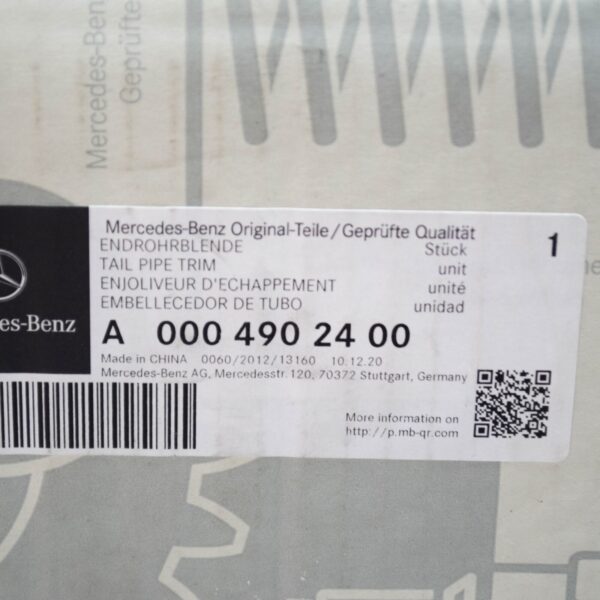 Mercedes-Benz
Geprüfte
Mercedes-Benz Original-Teile/Geprüfte Qualität
ENDROHRBLENDE Stück 1
TAIL PIPE TRIM unit
ENJOLIVEUR D'ECHAPPEMENT unité
EMBELLECEDOR DE TUBO unidad
des-Benz
A 000 490 24 00
Made in CHINA 0060/2012/13160 10.12.20
Mercedes-Benz AG, Mercedesstr. 120, 70372 Stuttgart, Germany
More information on
http://p.mb-qr.com